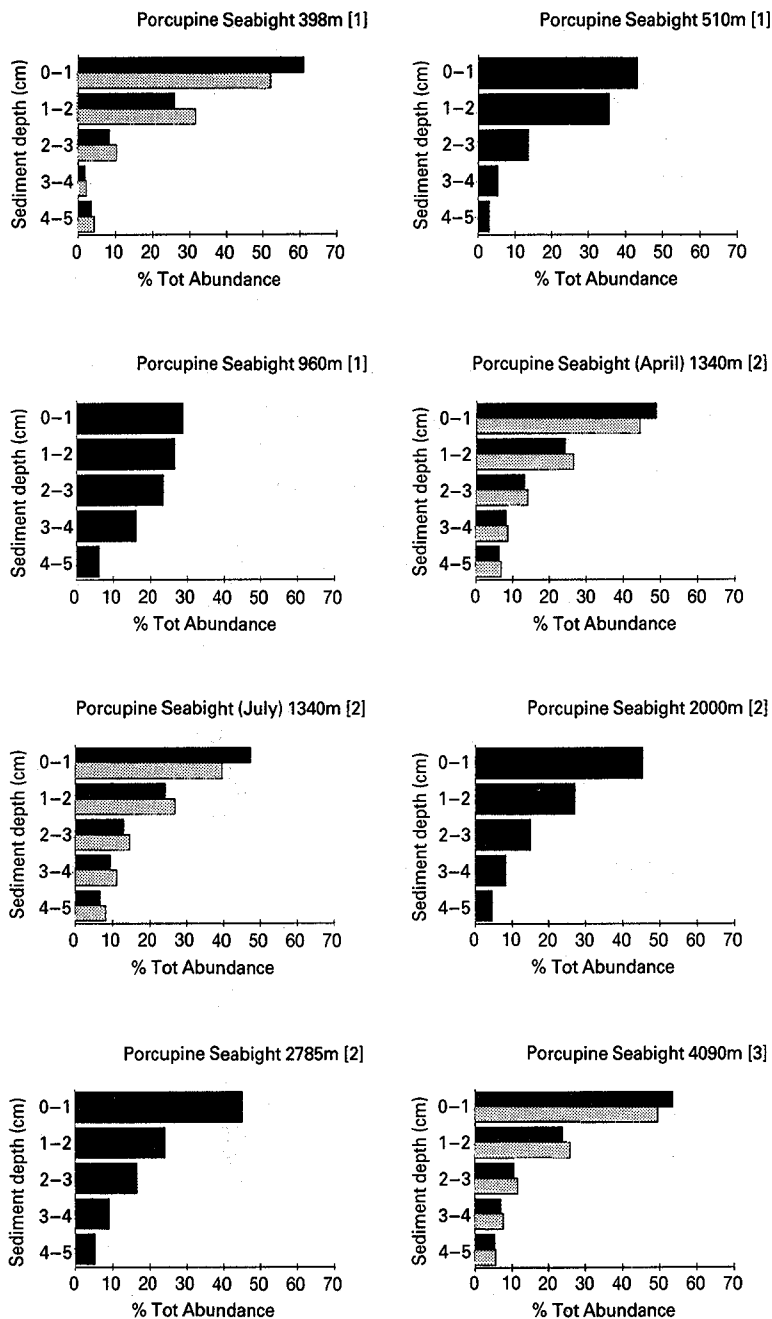 Porcupine Seabight 398m [1]
Sediment depth (cm)
0–1
1–2
2–3
3–4
4–5
0 10 20 30 40 50 60 70
% Tot Abundance
Porcupine Seabight 510m [1]
Sediment depth (cm)
0–1
1–2
2–3
3–4
4–5
0 10 20 30 40 50 60 70
% Tot Abundance
Porcupine Seabight 960m [1]
Sediment depth (cm)
0–1
1–2
2–3
3–4
4–5
0 10 20 30 40 50 60 70
% Tot Abundance
Porcupine Seabight (April) 1340m [2]
Sediment depth (cm)
0–1
1–2
2–3
3–4
4–5
0 10 20 30 40 50 60 70
% Tot Abundance
Porcupine Seabight (July) 1340m [2]
Sediment depth (cm)
0–1
1–2
2–3
3–4
4–5
0 10 20 30 40 50 60 70
% Tot Abundance
Porcupine Seabight 2000m [2]
Sediment depth (cm)
0–1
1–2
2–3
3–4
4–5
0 10 20 30 40 50 60 70
% Tot Abundance
Porcupine Seabight 2785m [2]
Sediment depth (cm)
0–1
1–2
2–3
3–4
4–5
0 10 20 30 40 50 60 70
% Tot Abundance
Porcupine Seabight 4090m [3]
Sediment depth (cm)
0–1
1–2
2–3
3–4
4–5
0 10 20 30 40 50 60 70
% Tot Abundance